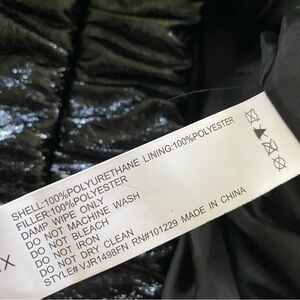 SHELL:100%POLYURETHANE LINING:100%POLYESTER
FILLER:100%POLYESTER
DAMP WIPE ONLY
DO NOT MACHINE WASH
DO NOT BLEACH
DO NOT IRON
DO NOT DRY CLEAN
STYLE# VJR1498FN RN#101229 MADE IN CHINA